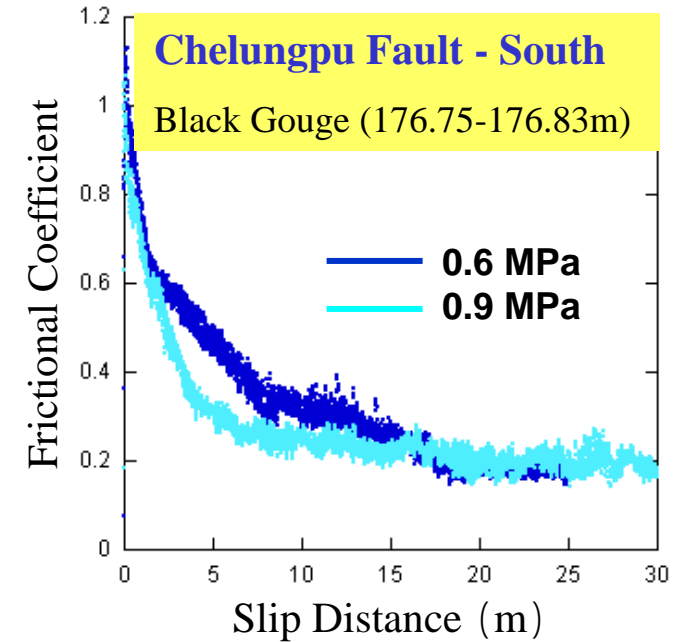 Chelungpu Fault - South
Black Gouge (176.75-176.83m)
0.6 MPa
0.9 MPa
Frictional Coefficient
1.2
1
0.8
0.6
0.4
0.2
0
0 5 10 15 20 25 30
Slip Distance (m)